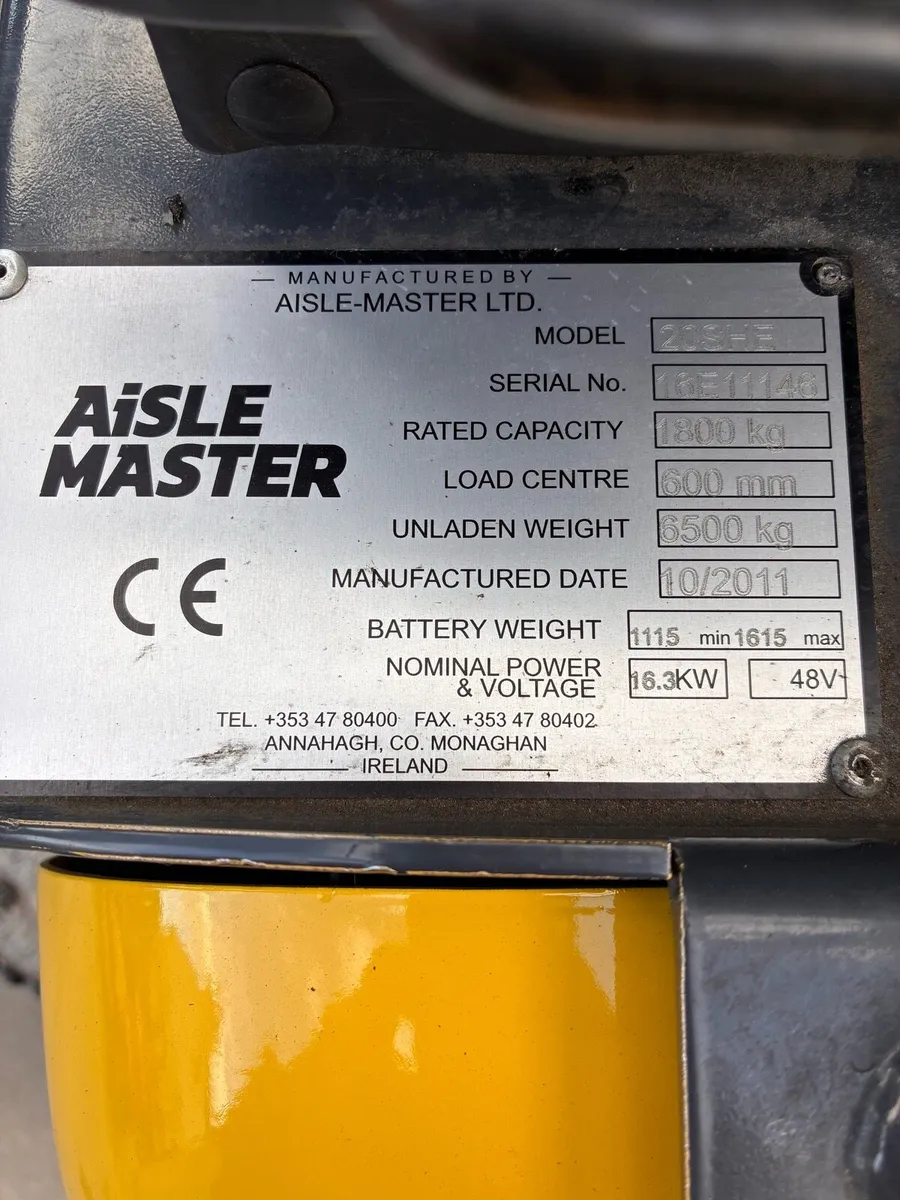 MANUFACTURED BY
AISLE-MASTER LTD.
MODEL 20SHE
SERIAL No. 16E11146
RATED CAPACITY 1800 kg
LOAD CENTRE 600 mm
UNLADEN WEIGHT 6500 kg
MANUFACTURED DATE 10/2011
BATTERY WEIGHT 1115 min 1615 max
NOMINAL POWER
& VOLTAGE 16.3KW 48V
AiSLE
MASTER
CE
TEL. +353 47 80400 FAX. +353 47 80402
ANNAHAGH, CO. MONAGHAN
IRELAND